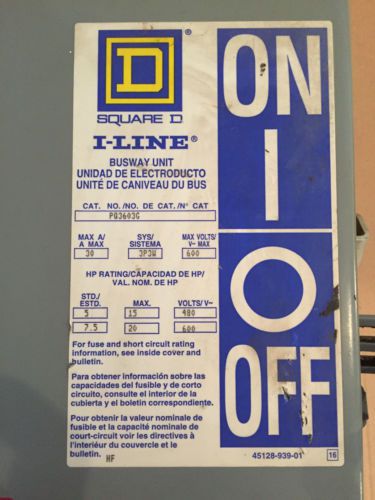 D
®
SQUARE D
I-LINE®
BUSWAY UNIT
UNIDAD DE ELECTRODUCTO
UNITÉ DE CANIVEAU DU BUS
CAT. NO./NO. DE CAT./N° CAT
PQ3603G
MAX A/ A MAX
SYS/ SISTEMA
MAX VOLTS/ V~ MAX
30 3P3W 600
HP RATING/CAPACIDAD DE HP/
VAL. NOM. DE HP
STD./ ESTD. MAX. VOLTS/ V~
5 15 480
7.5 20 600
For fuse and short circuit rating
information, see inside cover and
bulletin.
Para obtener información sobre las
capacidades del fusible y de corto
circuito, consulte el interior de la
cubierta y el boletin correspondiente.
Pour obtenir la valeur nominale de
fusible et la capacité nominale de
court-circuit voir les directives à
l'interieur du couvercle et le
bulletin. HF
ON
I
O
OFF
45128-939-01 16